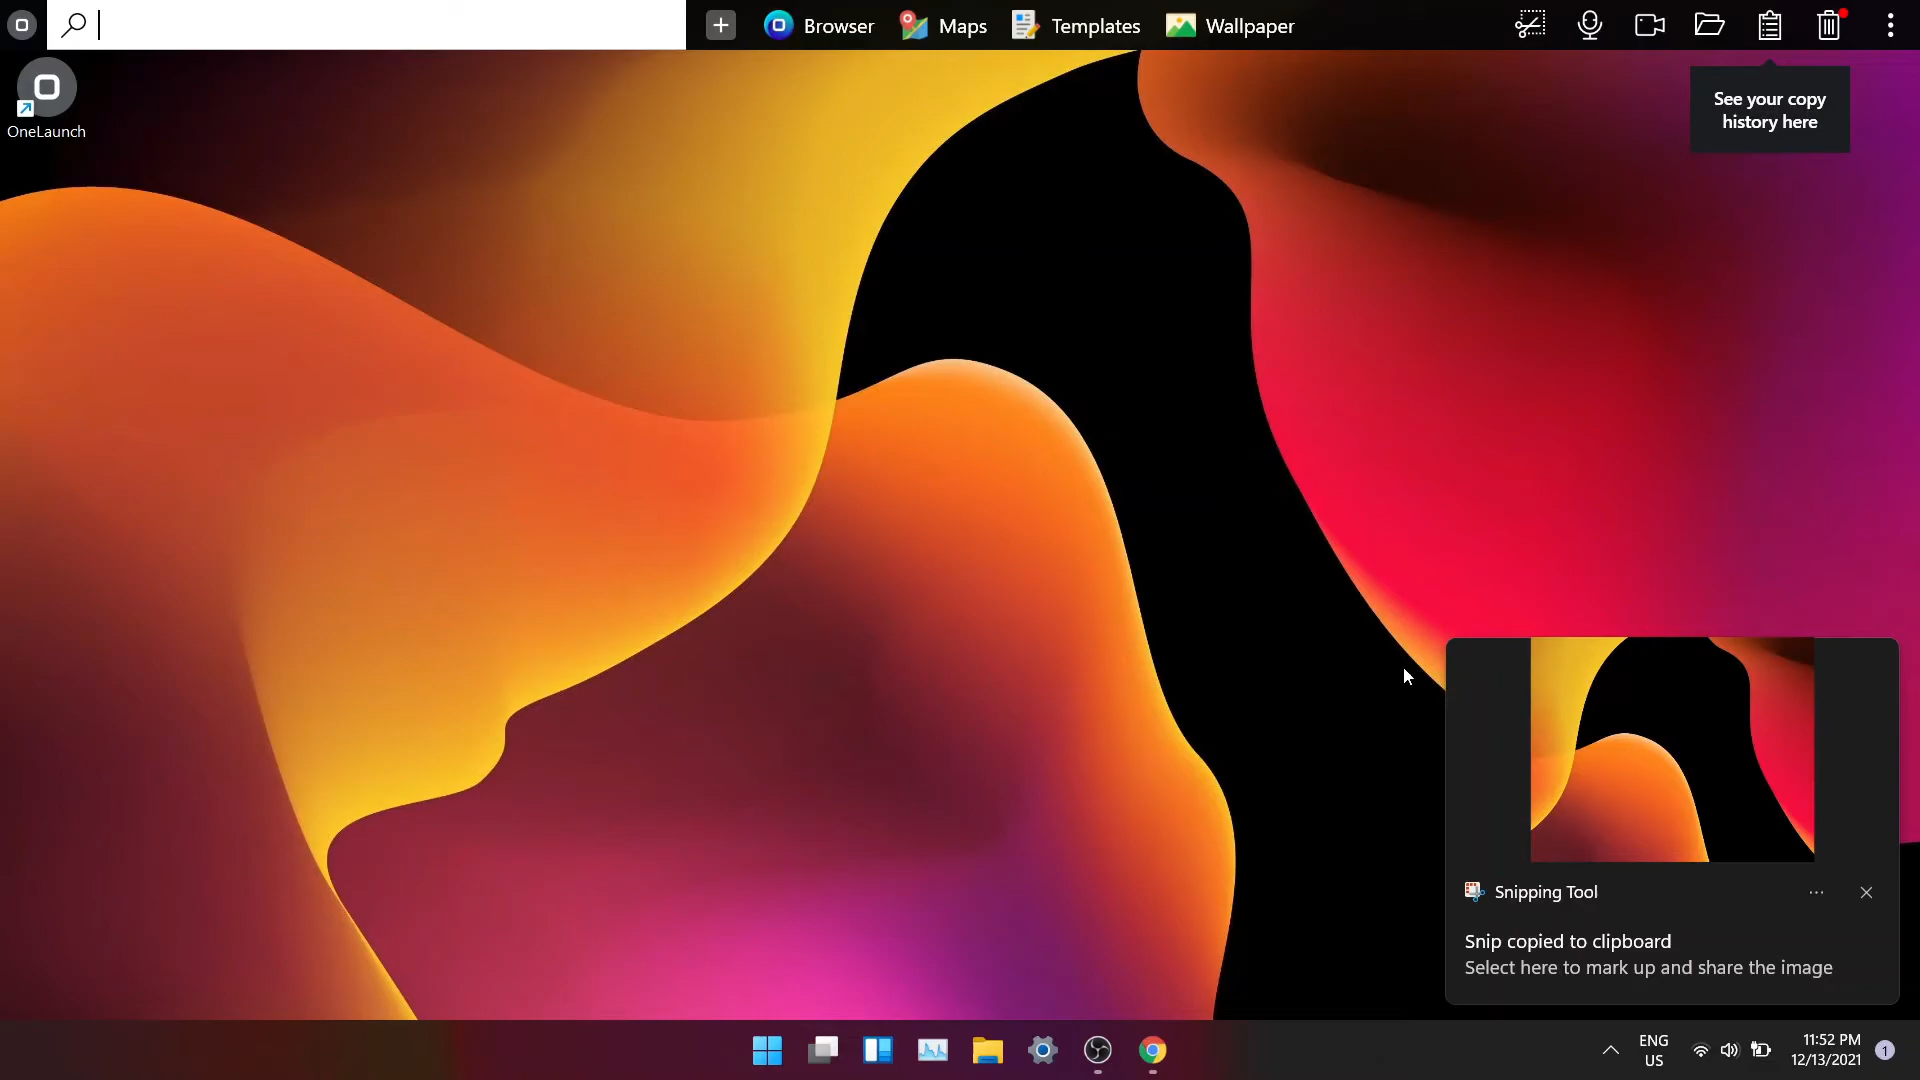 Browser
Maps
Templates
Wallpaper
OneLaunch
See your copy
history here
Snipping Tool
Snip copied to clipboard
Select here to mark up and share the image
ENG
US
11:52 PM
12/13/2021
1